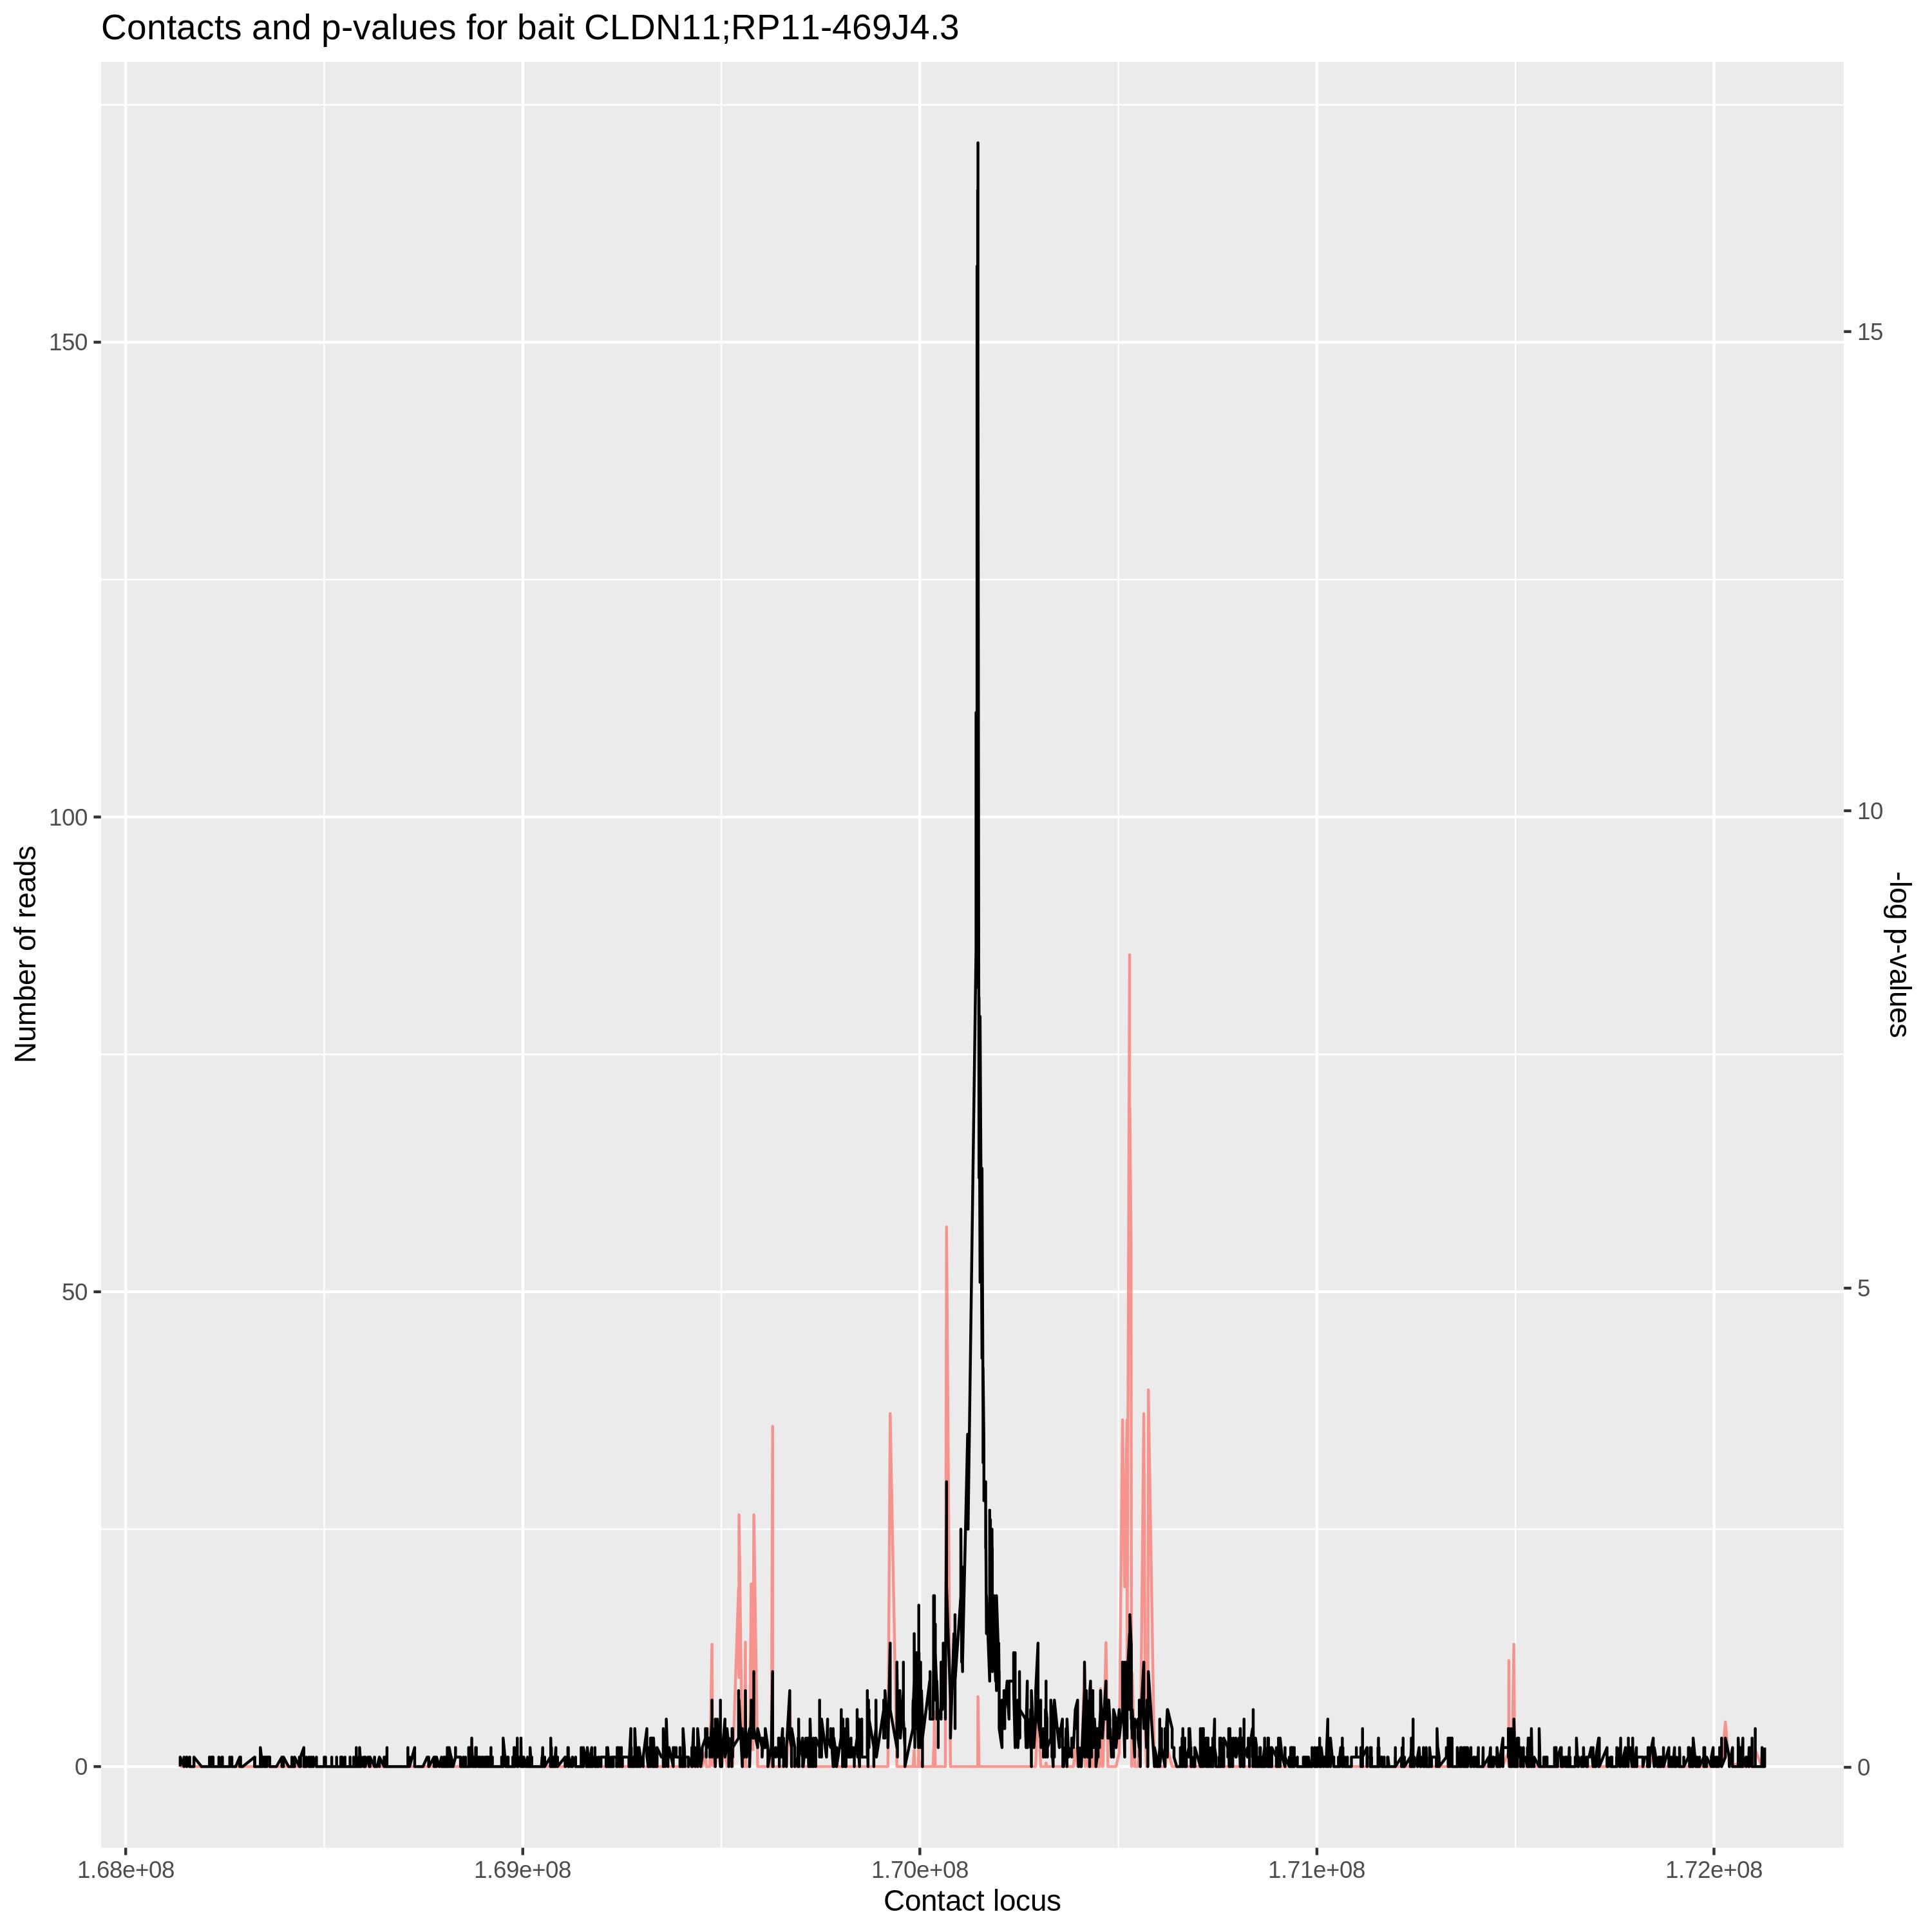 Contacts and p-values for bait CLDN11;RP11-469J4.3
150
100
50
0
Number of reads
15
10
5
0
-log p-values
1.68e+08
1.69e+08
1.70e+08
1.71e+08
1.72e+08
Contact locus